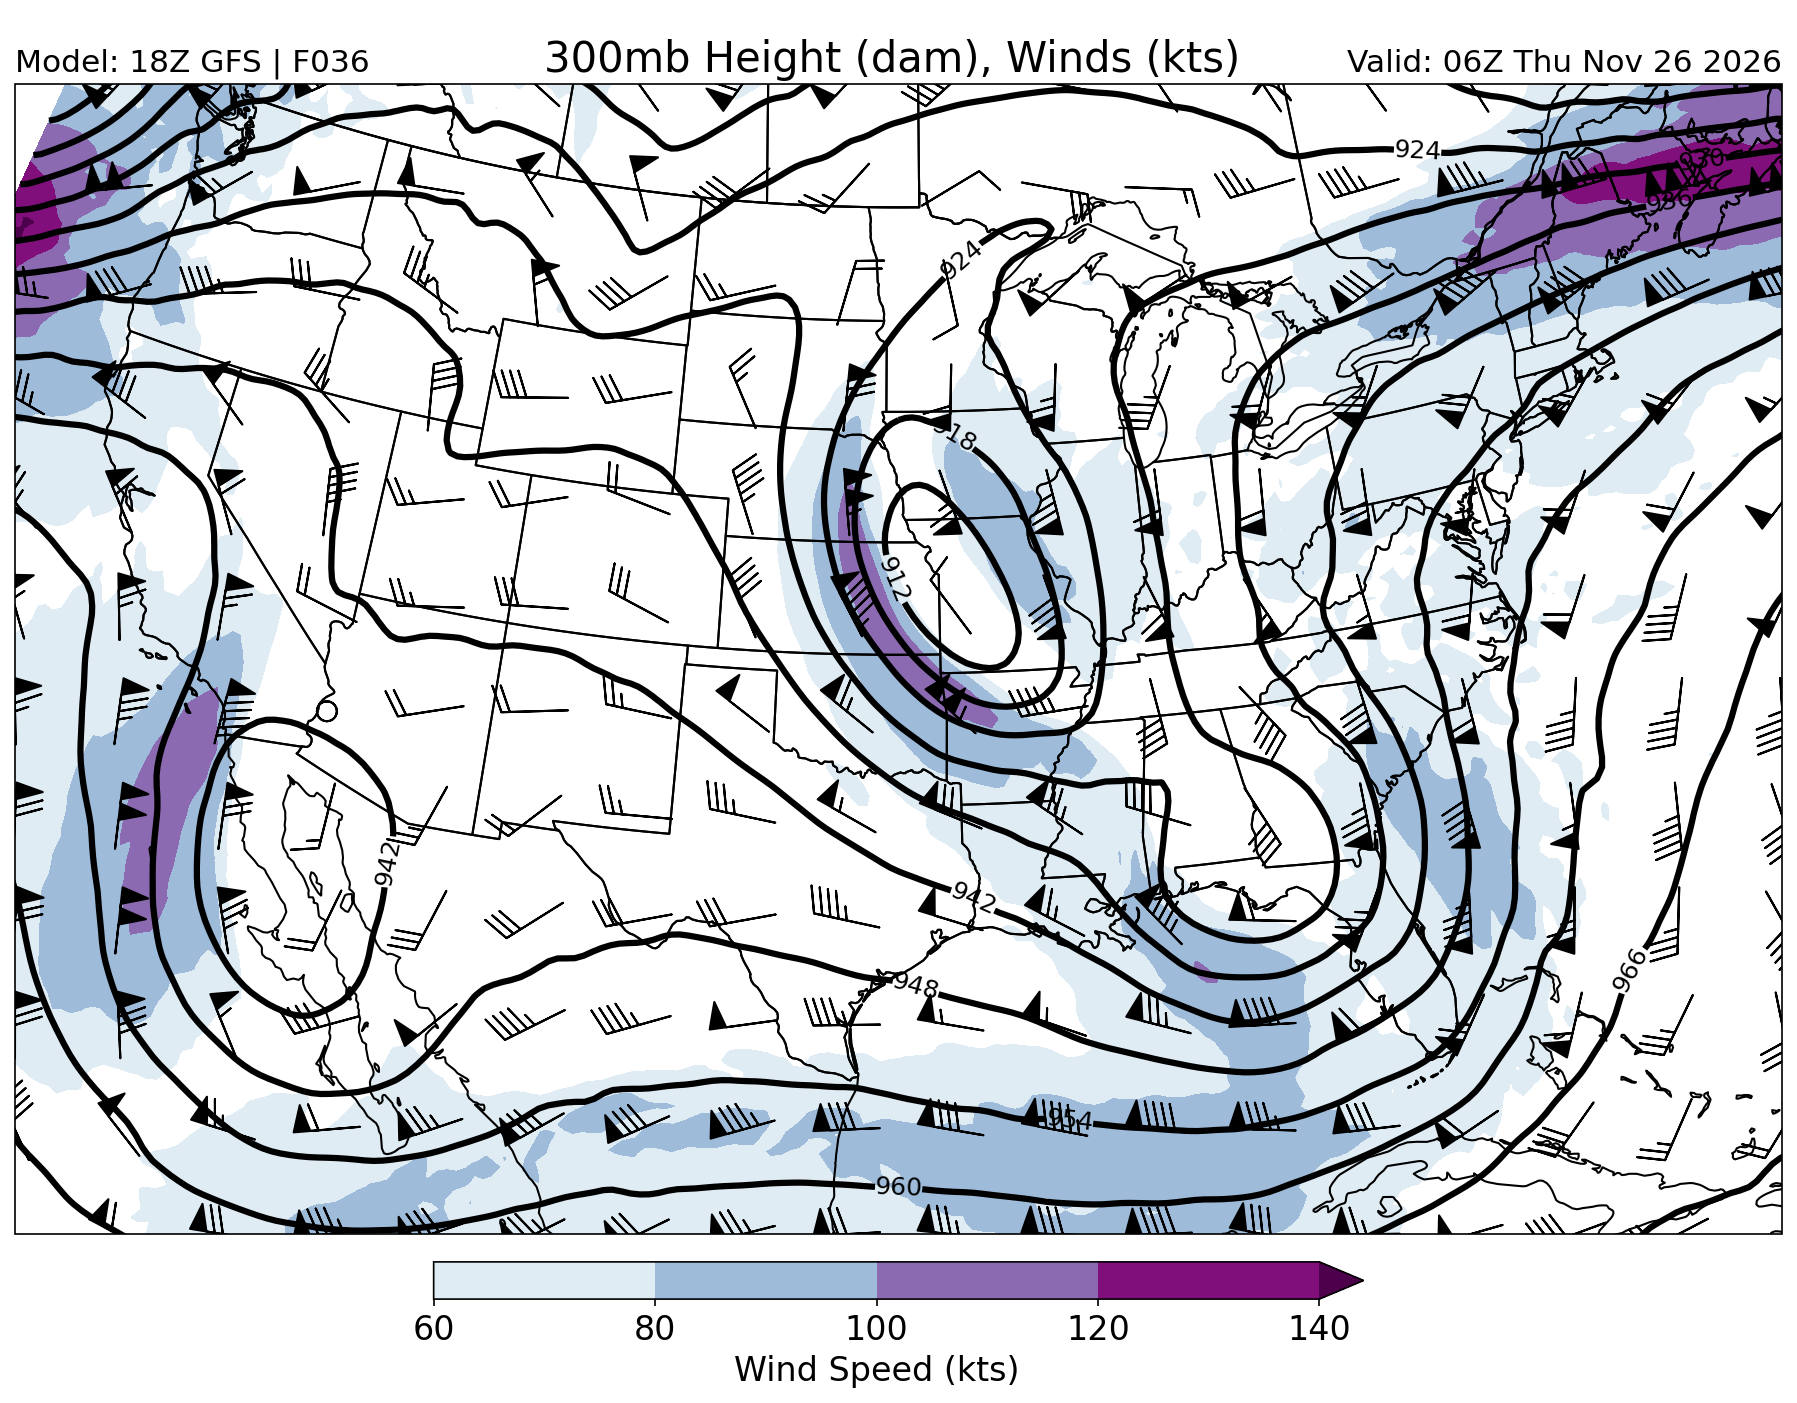 Model: 18Z GFS | F036
300mb Height (dam), Winds (kts)
Valid: 06Z Thu Nov 26 2026
924
930
936
924
918
912
942
942
948
966
954
960
60 80 100 120 140
Wind Speed (kts)